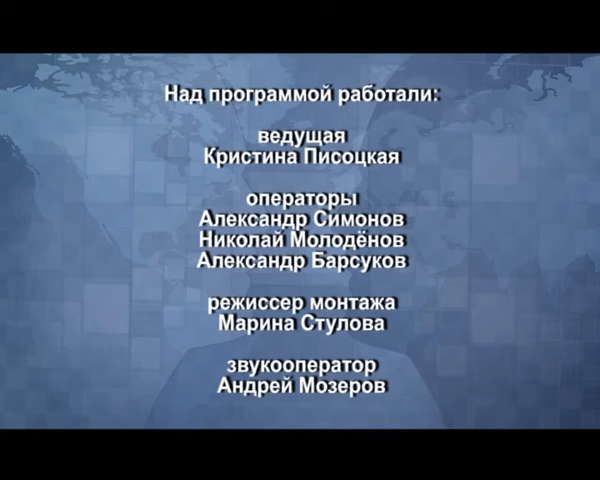 Над программой работали:
ведущая
Кристина Писоцкая
операторы
Александр Симонов
Николай Молодёнов
Александр Барсуков
режиссер монтажа
Марина Стулова
звукооператор
Андрей Мозеров